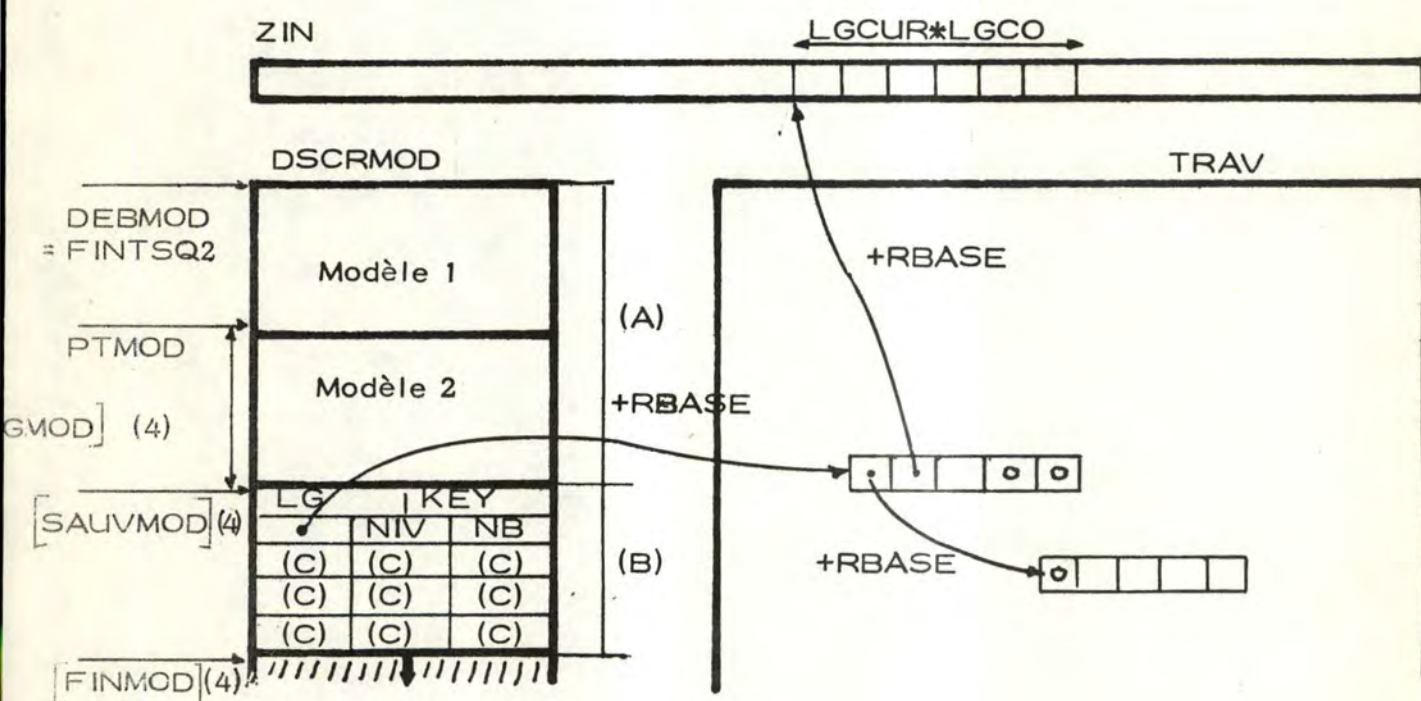 ZIN
LGCUR*LGCO
DSCRMOD
TRAV
DEBMOD
= FINTSQ2
Modèle 1
+RBASE
(A)
PTMOD
Modèle 2
+RBASE
GMOD] (4)
LG KEY
[SAUVMOD](4)
NIV NB
(C) (C) (C)
(B)
+RBASE
(C) (C) (C)
(C) (C) (C)
[FINMOD](4)